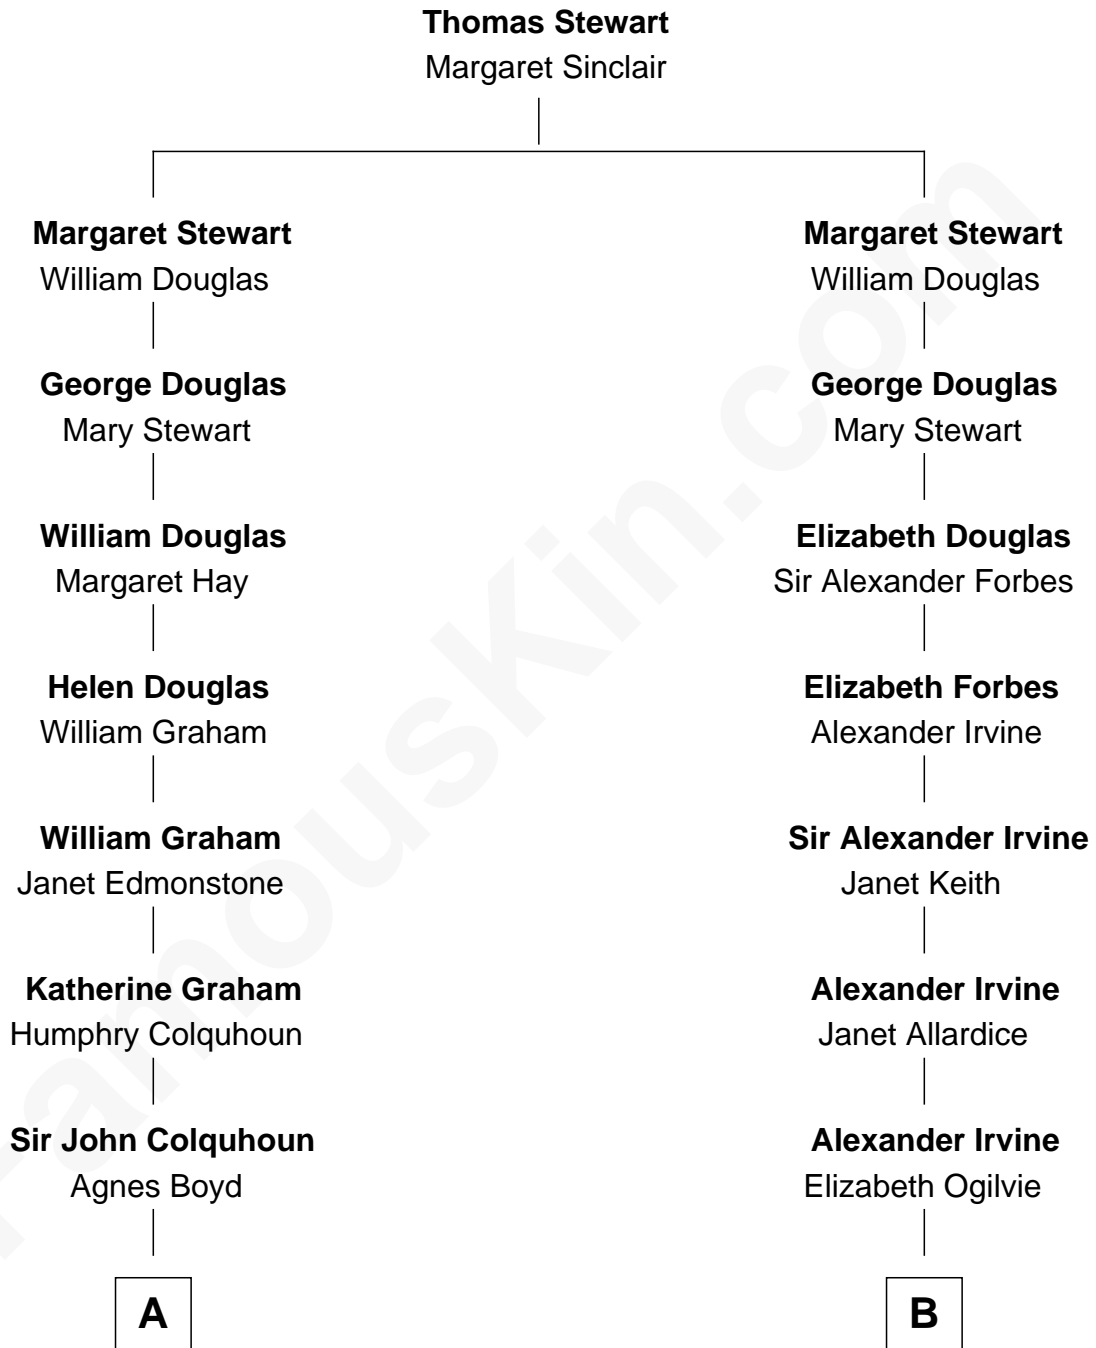 Thomas Stewart
Margaret Sinclair
Margaret Stewart
William Douglas
Margaret Stewart
William Douglas
George Douglas
Mary Stewart
George Douglas
Mary Stewart
William Douglas
Margaret Hay
Elizabeth Douglas
Sir Alexander Forbes
Helen Douglas
William Graham
Elizabeth Forbes
Alexander Irvine
William Graham
Janet Edmonstone
Sir Alexander Irvine
Janet Keith
Katherine Graham
Humphry Colquhoun
Alexander Irvine
Janet Allardice
Sir John Colquhoun
Agnes Boyd
Alexander Irvine
Elizabeth Ogilvie
A
B
FamousKin.com